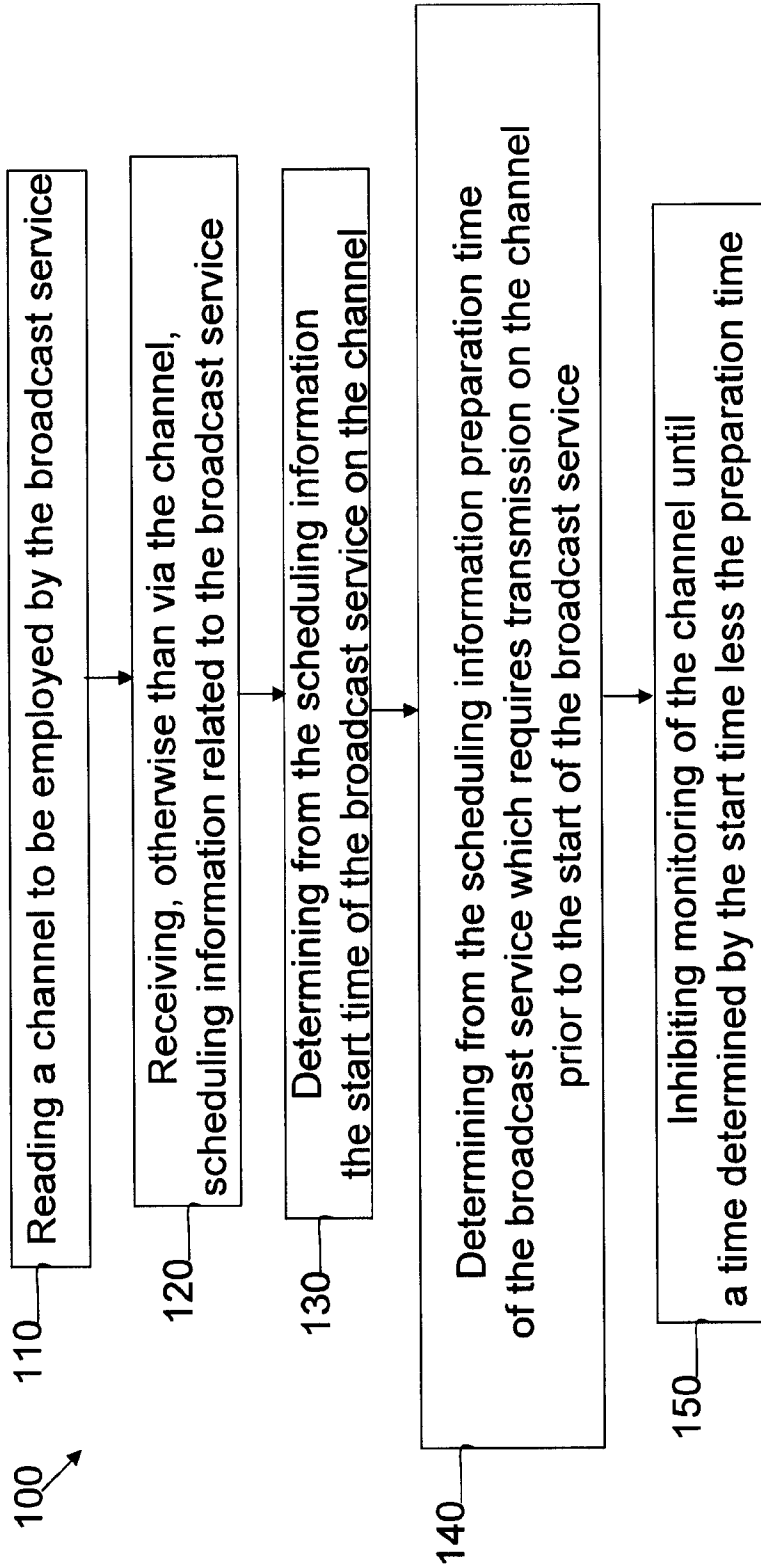 100
110
Reading a channel to be employed by the broadcast service
120
Receiving, otherwise than via the channel,
scheduling information related to the broadcast service
130
Determining from the scheduling information
the start time of the broadcast service on the channel
140
Determining from the scheduling information preparation time
of the broadcast service which requires transmission on the channel
prior to the start of the broadcast service
150
Inhibiting monitoring of the channel until
a time determined by the start time less the preparation time